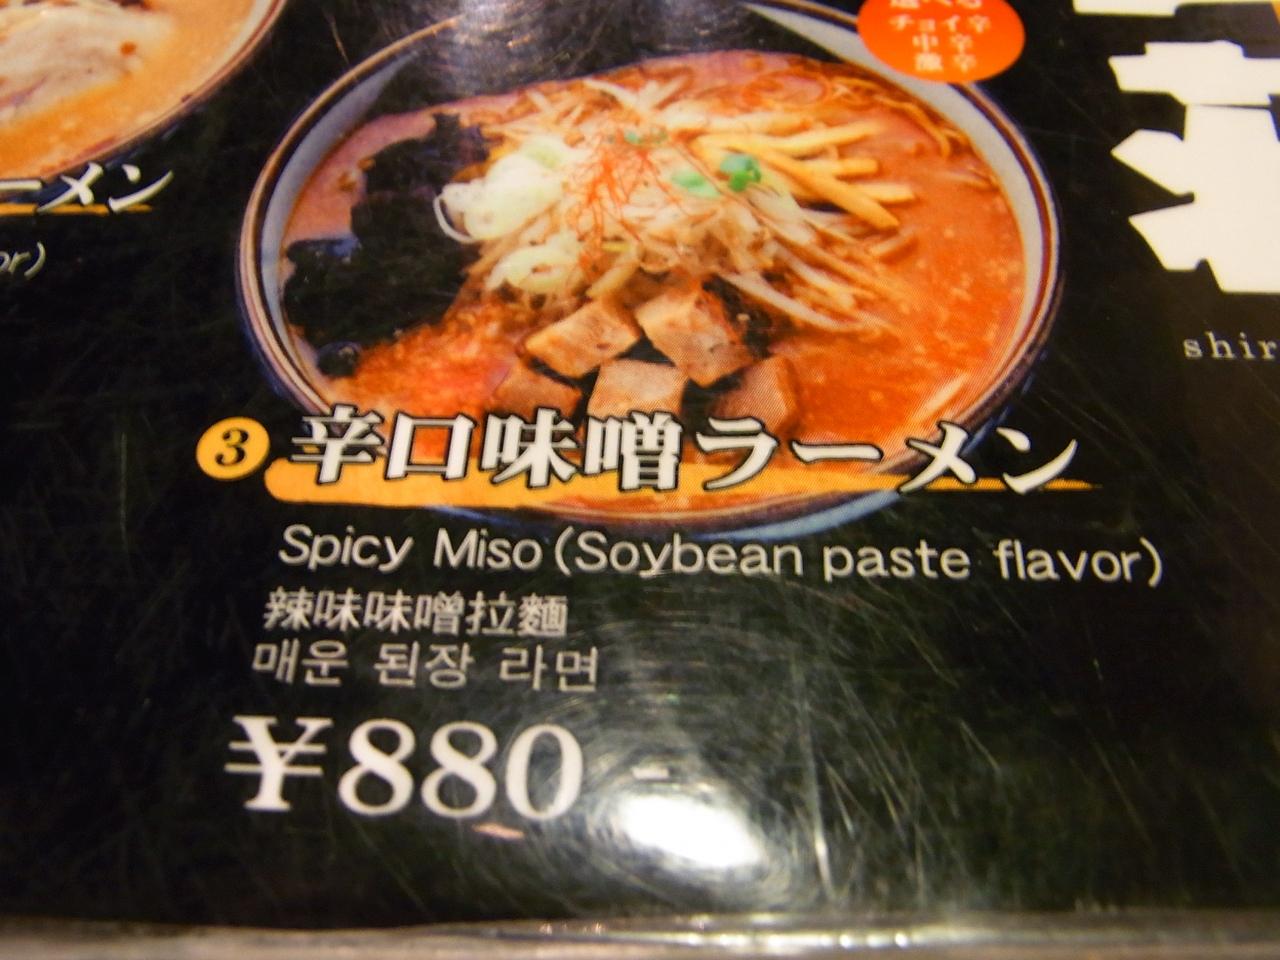 選べる
チョイ辛
中 辛
激 辛
ーメン
or)
shir
3 辛口味噌ラーメン
Spicy Miso (Soybean paste flavor)
辣味味噌拉麵
매운 된장 라면
¥880 -